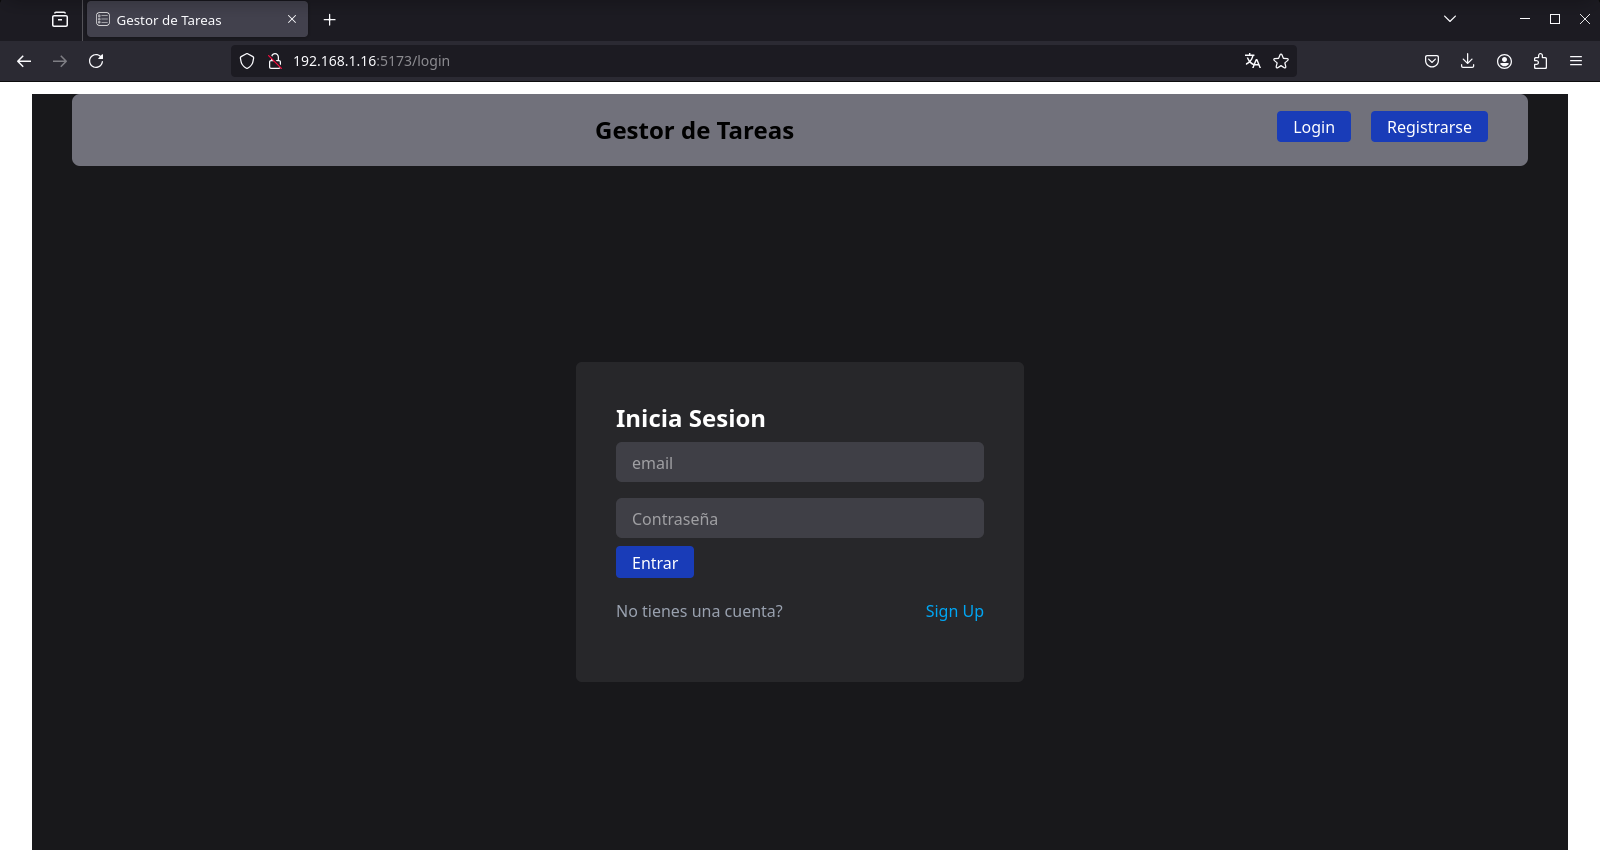 Gestor de Tareas
192.168.1.16:5173/login
Gestor de Tareas
Login
Registrarse
Inicia Sesion
email
Contraseña
Entrar
No tienes una cuenta? Sign Up